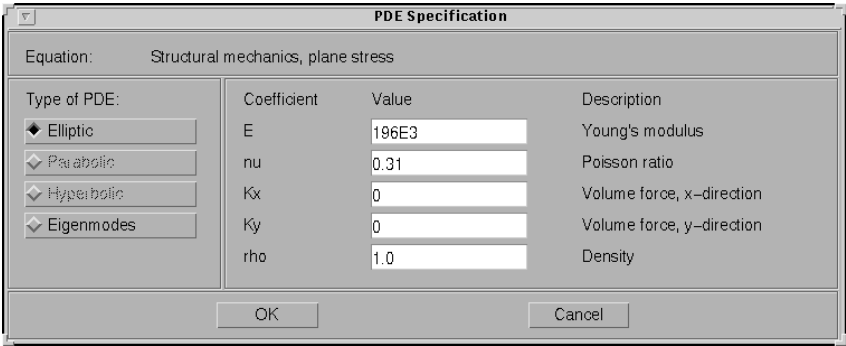 PDE Specification
Equation: Structural mechanics, plane stress
Type of PDE: Coefficient Value Description
Elliptic E 196E3 Young's modulus
Parabolic nu 0.31 Poisson ratio
Hyperbolic Kx 0 Volume force, x-direction
Eigenmodes Ky 0 Volume force, y-direction
rho 1.0 Density
OK Cancel